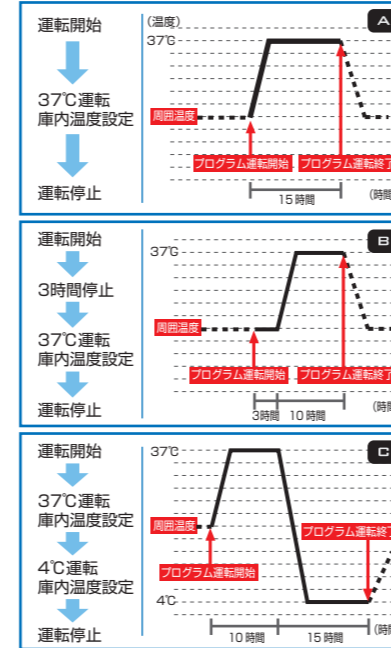 運転開始
37℃運転
庫内温度設定
運転停止
(温度)
37℃
A
周囲温度
プログラム運転開始
プログラム運転終了
15時間
(時間
運転開始
3時間停止
37℃運転
庫内温度設定
運転停止
37℃
B
周囲温度
プログラム運転開始
プログラム運転終了
3時間
10時間
(時間
運転開始
37℃運転
庫内温度設定
4℃運転
庫内温度設定
運転停止
37℃
C
周囲温度
プログラム運転開始
プログラム運転終了
4℃
10時間
15時間
(時間